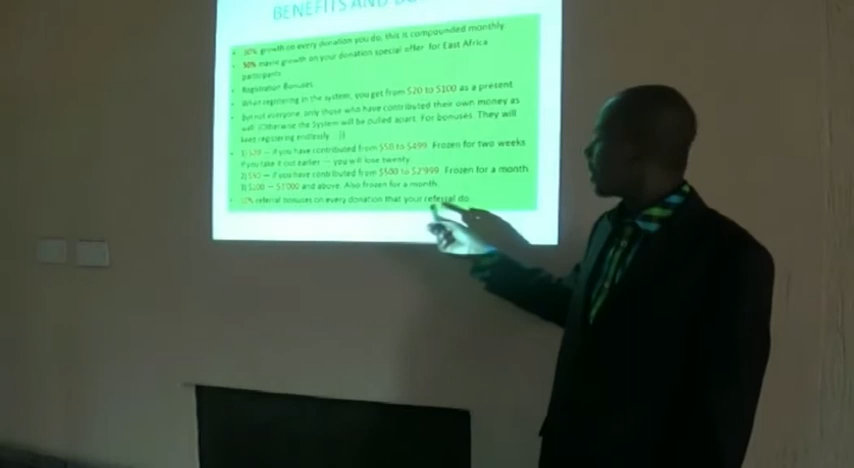 BENEFITS AND
30% growth on every donation you do, this is compounded monthly
50% mavro growth on your donation special offer for East Africa
participants
Registration Bonuses
When registering in the system, you get from $20 to $100 as a present
But not everyone, only those who have contributed their own money as
well. (Otherwise the System will be pulled apart. For bonuses. They will
keep registering endlessly... ))
1) $20 – if you have contributed from $50 to $499. Frozen for two weeks
If you take it out earlier – you will lose twenty
2) $50 – if you have contributed from $500 to $2'999. Frozen for a month
3) $100 – $1'000 and above. Also frozen for a month.
10% referral bonuses on every donation that your referral do